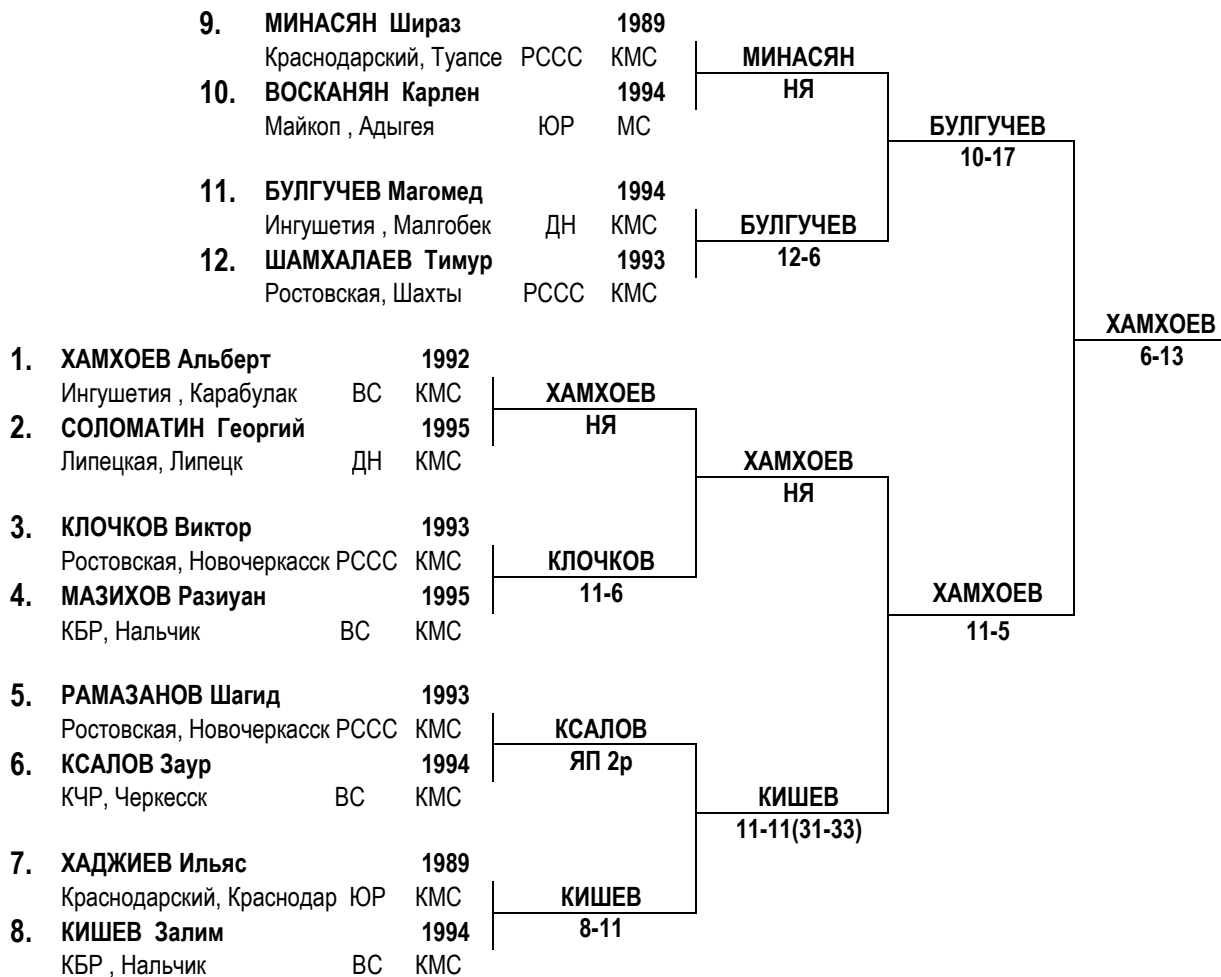 9. МИНАСЯН Шираз 1989
Краснодарский, Туапсе РССС КМС МИНАСЯН
10. ВОСКАНЯН Карлен 1994 НЯ
Майкоп , Адыгея ЮР МС БУЛГУЧЕВ
10-17
11. БУЛГУЧЕВ Магомед 1994
Ингушетия , Малгобек ДН КМС БУЛГУЧЕВ
12. ШАМХАЛАЕВ Тимур 1993 12-6
Ростовская, Шахты РССС КМС
ХАМХОЕВ
1. ХАМХОЕВ Альберт 1992 6-13
Ингушетия , Карабулак ВС КМС ХАМХОЕВ
2. СОЛОМАТИН Георгий 1995 НЯ
Липецкая, Липецк ДН КМС ХАМХОЕВ
НЯ
3. КЛОЧКОВ Виктор 1993
Ростовская, Новочеркасск РССС КМС КЛОЧКОВ
4. МАЗИХОВ Разиуан 1995 11-6 ХАМХОЕВ
КБР, Нальчик ВС КМС 11-5
5. РАМАЗАНОВ Шагид 1993
Ростовская, Новочеркасск РССС КМС КСАЛОВ
6. КСАЛОВ Заур 1994 ЯП 2р
КЧР, Черкесск ВС КМС КИШЕВ
11-11(31-33)
7. ХАДЖИЕВ Ильяс 1989
Краснодарский, Краснодар ЮР КМС КИШЕВ
8. КИШЕВ Залим 1994 8-11
КБР , Нальчик ВС КМС